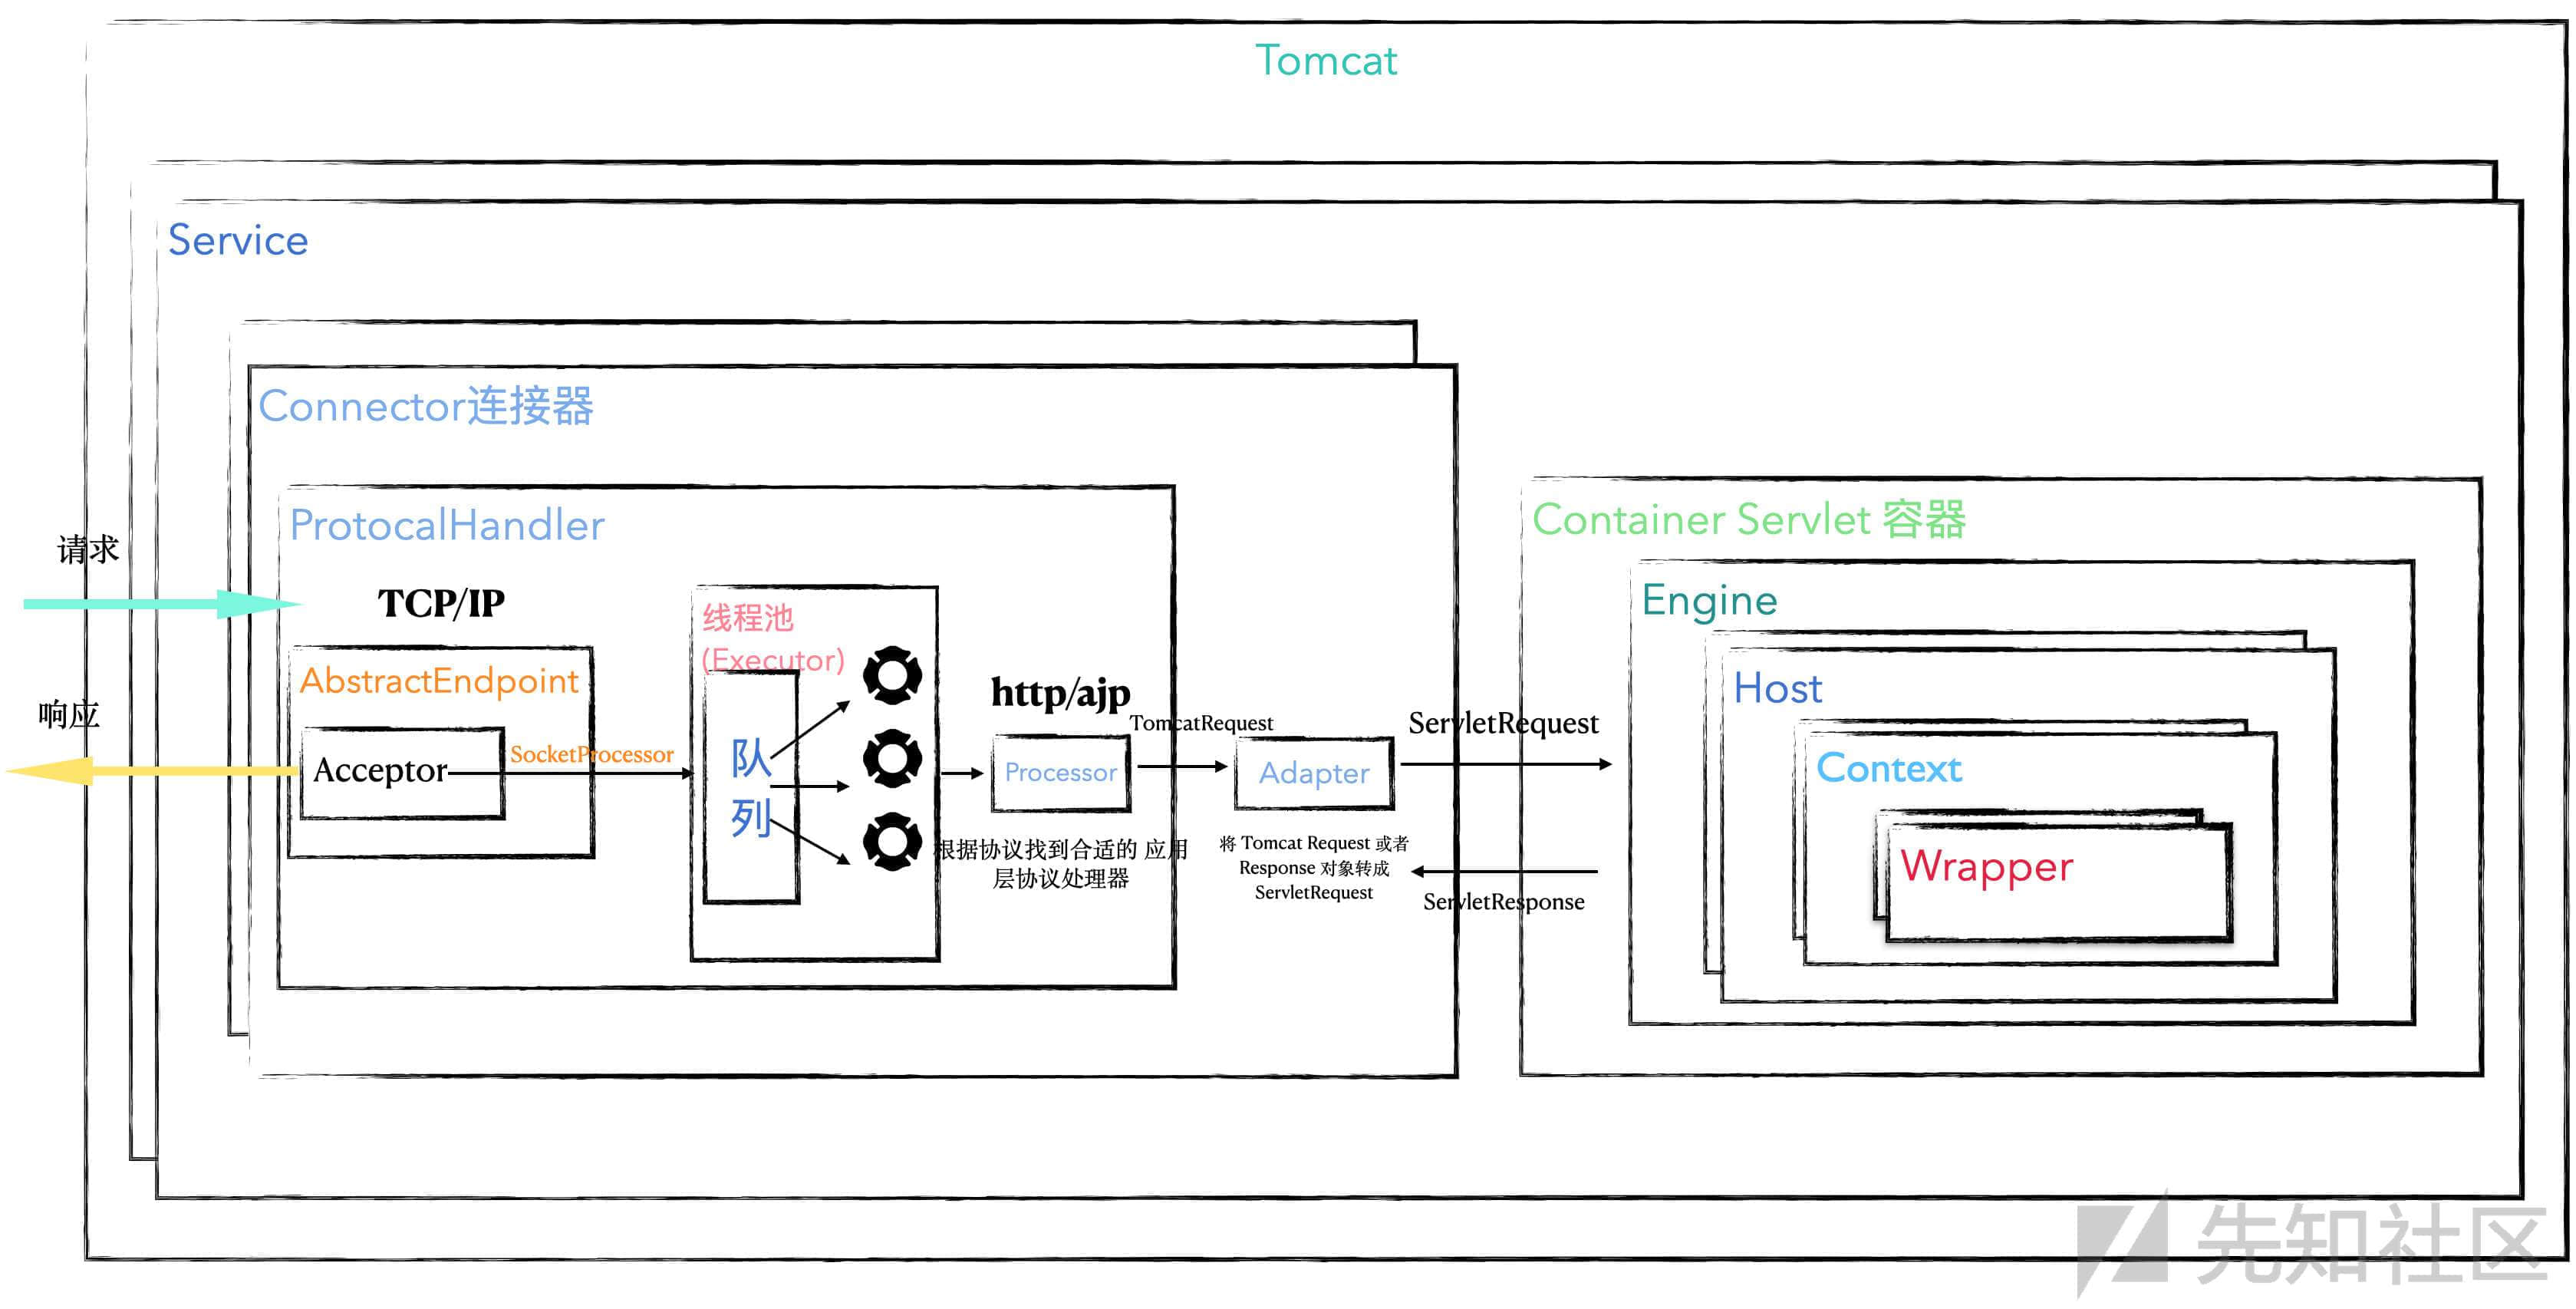 Tomcat
Service
Connector连接器
ProtocalHandler
请求
TCP/IP
AbstractEndpoint
响应
Acceptor
SocketProcessor
线程池
(Executor)
队
列
http/ajp
Processor
根据协议找到合适的 应用
层协议处理器
TomcatRequest
Adapter
将 Tomcat Request 或者
Response 对象转成
ServletRequest
ServletRequest
ServletResponse
Container Servlet 容器
Engine
Host
Context
Wrapper
先知社区